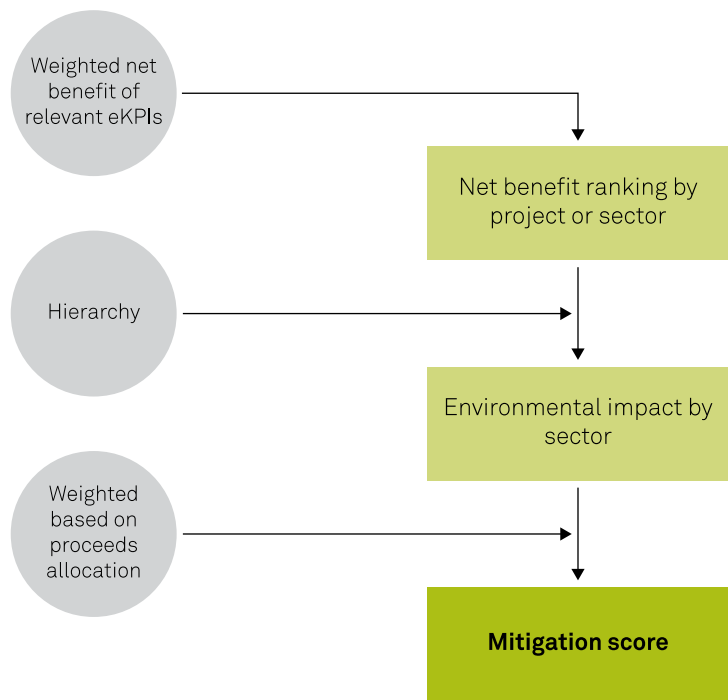 Weighted net
benefit of
relevant eKPIs
Net benefit ranking by
project or sector
Hierarchy
Environmental impact by
sector
Weighted
based on
proceeds
allocation
Mitigation score